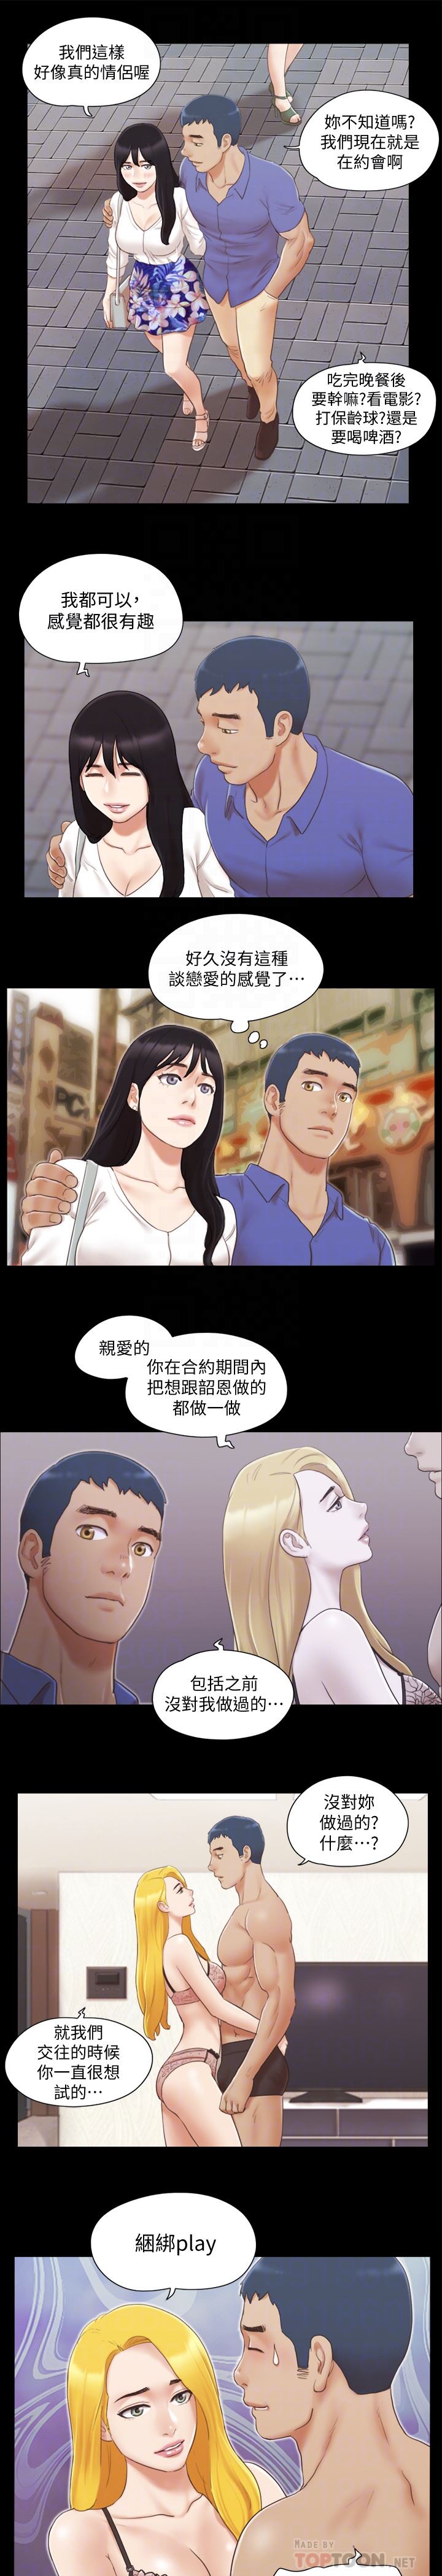 我們這樣
好像真的情侶喔
妳不知道嗎?
我們現在就是
在約會啊
吃完晚餐後
要幹嘛?看電影?
打保齡球?還是
要喝啤酒?
我都可以,
感覺都很有趣
好久沒有這種
談戀愛的感覺了…
親愛的
你在合約期間內
把想跟韶恩做的
都做一做
包括之前
沒對我做過的…
沒對妳
做過的?
什麼…?
就我們
交往的時候
你一直很想
試的…
綑綁play
MADE BY
TOPTOON.NET